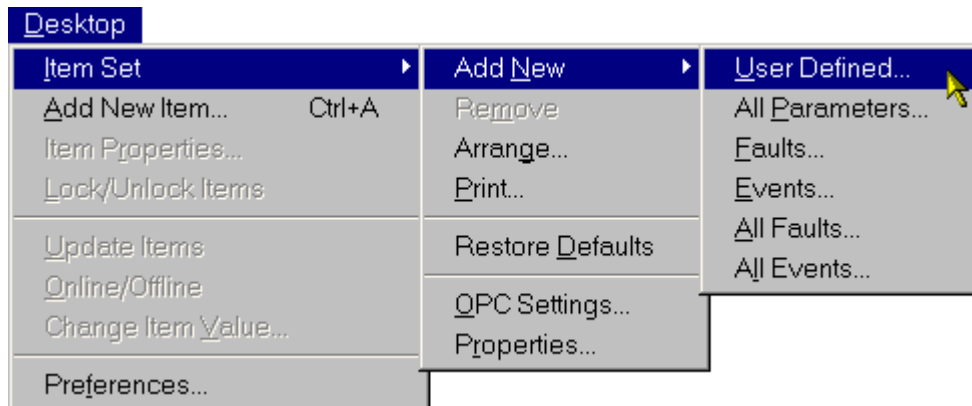 Desktop
Item Set
Add New Item... Ctrl+A
Item Properties...
Lock/Unlock Items
Update Items
Online/Offline
Change Item Value...
Preferences...
Add New
Remove
Arrange...
Print...
Restore Defaults
OPC Settings...
Properties...
User Defined...
All Parameters...
Faults...
Events...
All Faults...
All Events...